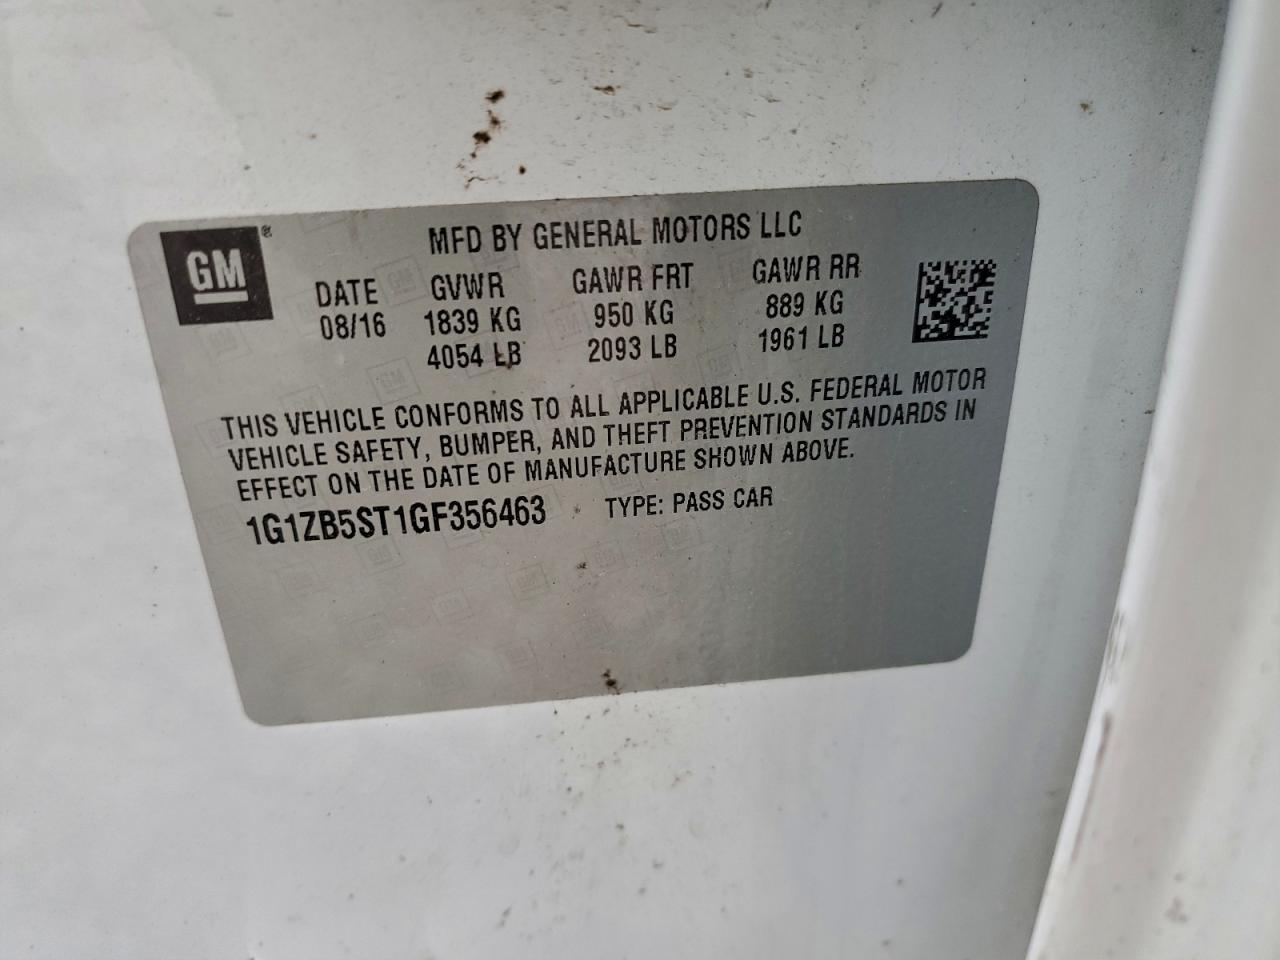 GM®
MFD BY GENERAL MOTORS LLC
DATE GVWR GAWR FRT GAWR RR
08/16 1839 KG 950 KG 889 KG
4054 LB 2093 LB 1961 LB
THIS VEHICLE CONFORMS TO ALL APPLICABLE U.S. FEDERAL MOTOR
VEHICLE SAFETY, BUMPER, AND THEFT PREVENTION STANDARDS IN
EFFECT ON THE DATE OF MANUFACTURE SHOWN ABOVE.
1G1ZB5ST1GF356463 TYPE: PASS CAR